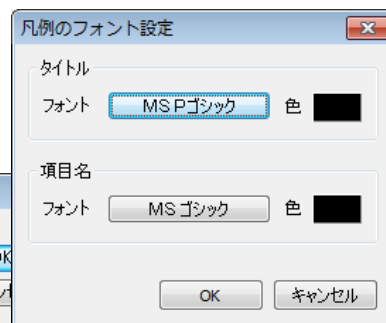 凡例のフォント設定
タイトル
フォント MS Pゴシック 色
項目名
フォント MS ゴシック 色
OK キャンセル